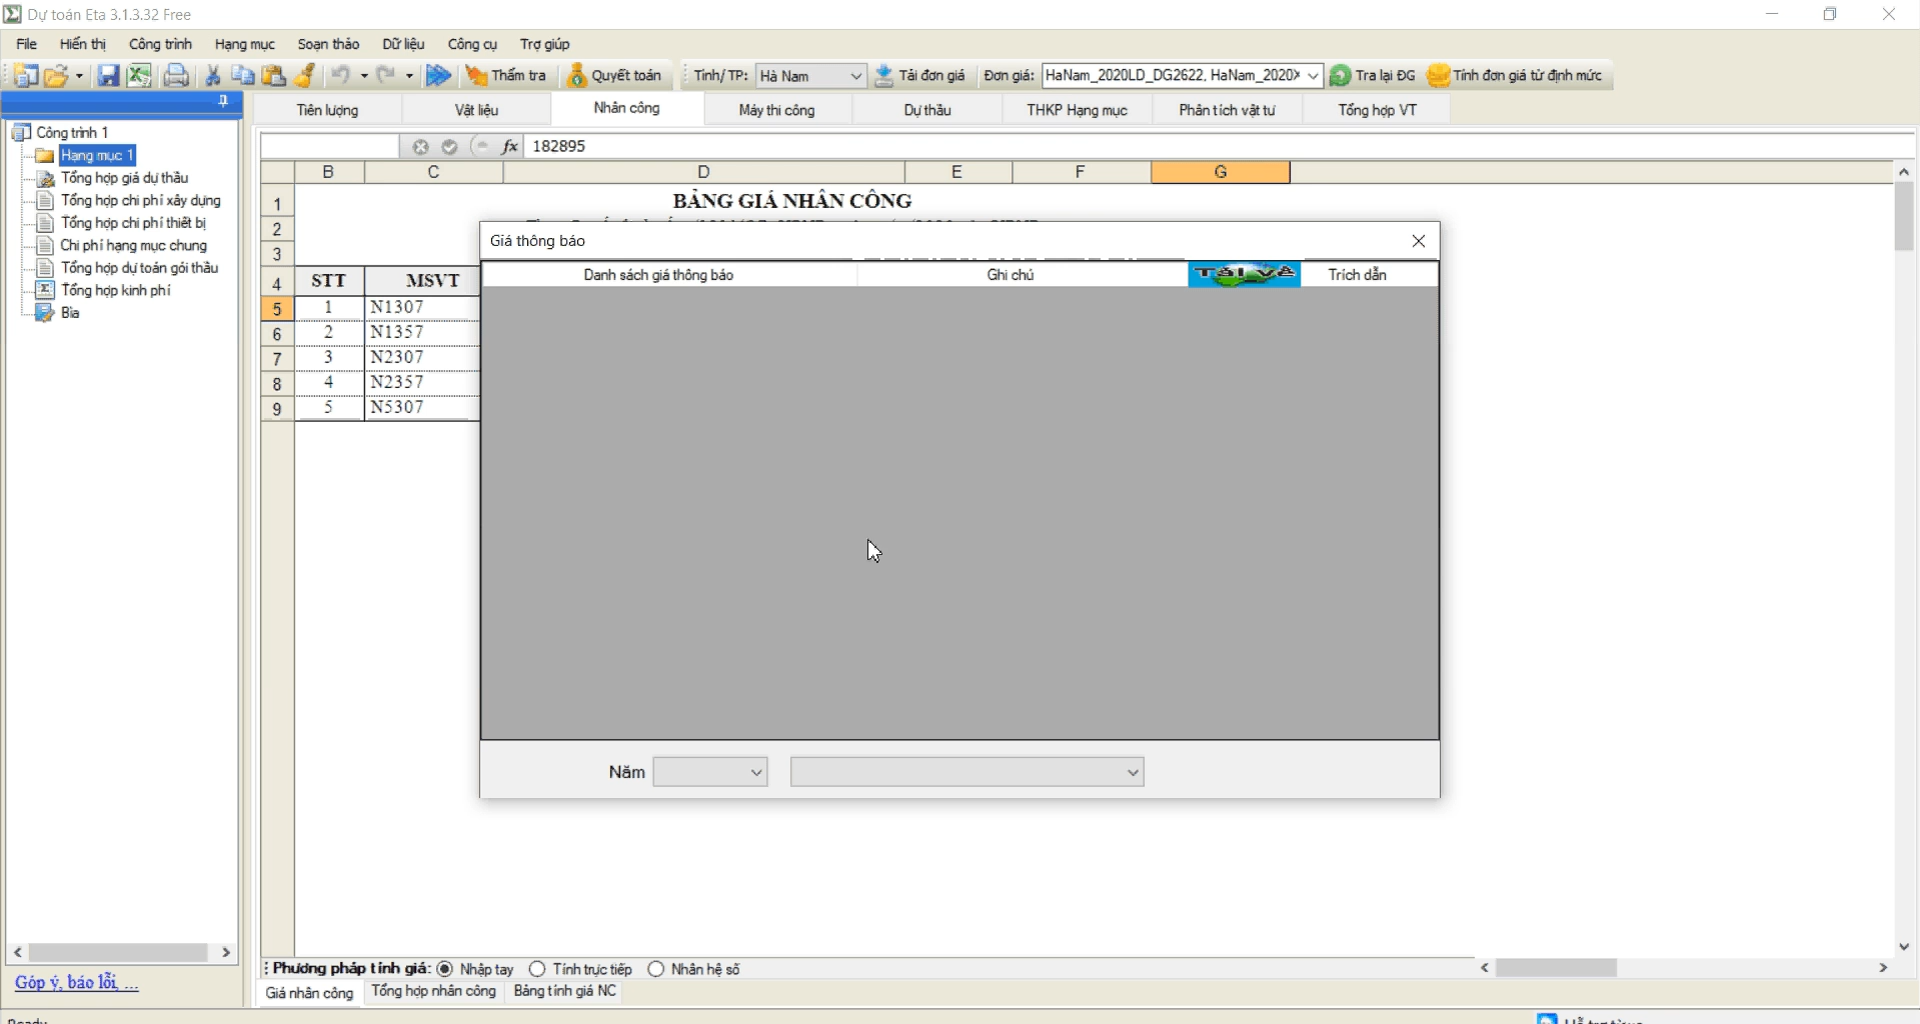 Dự toán Eta 3.1.3.32 Free
File Hiển thị Công trình Hạng mục Soạn thảo Dữ liệu Công cụ Trợ giúp
Thẩm tra Quyết toán Tỉnh/TP: Hà Nam Tải đơn giá Đơn giá: HaNam_2020LD_DG2622, HaNam_2020X Tra lại ĐG Tính đơn giá từ định mức
Tiên lượng Vật liệu Nhân công Máy thi công Dự thầu THKP Hạng mục Phân tích vật tư Tổng hợp VT
Công trình 1
Hạng mục 1
Tổng hợp giá dự thầu
Tổng hợp chi phí xây dựng
Tổng hợp chi phí thiết bị
Chi phí hạng mục chung
Tổng hợp dự toán gói thầu
Tổng hợp kinh phí
Bìa
Góp ý, báo lỗi, ...
fx 182895
B C D E F G
1 BẢNG GIÁ NHÂN CÔNG
2
3
4 STT MSVT
5 1 N1307
6 2 N1357
7 3 N2307
8 4 N2357
9 5 N5307
Giá thông báo
Danh sách giá thông báo Ghi chú Tải về Trích dẫn
Năm
Phương pháp tính giá: Nhập tay Tính trực tiếp Nhân hệ số
Giá nhân công Tổng hợp nhân công Bảng tính giá NC
Ready